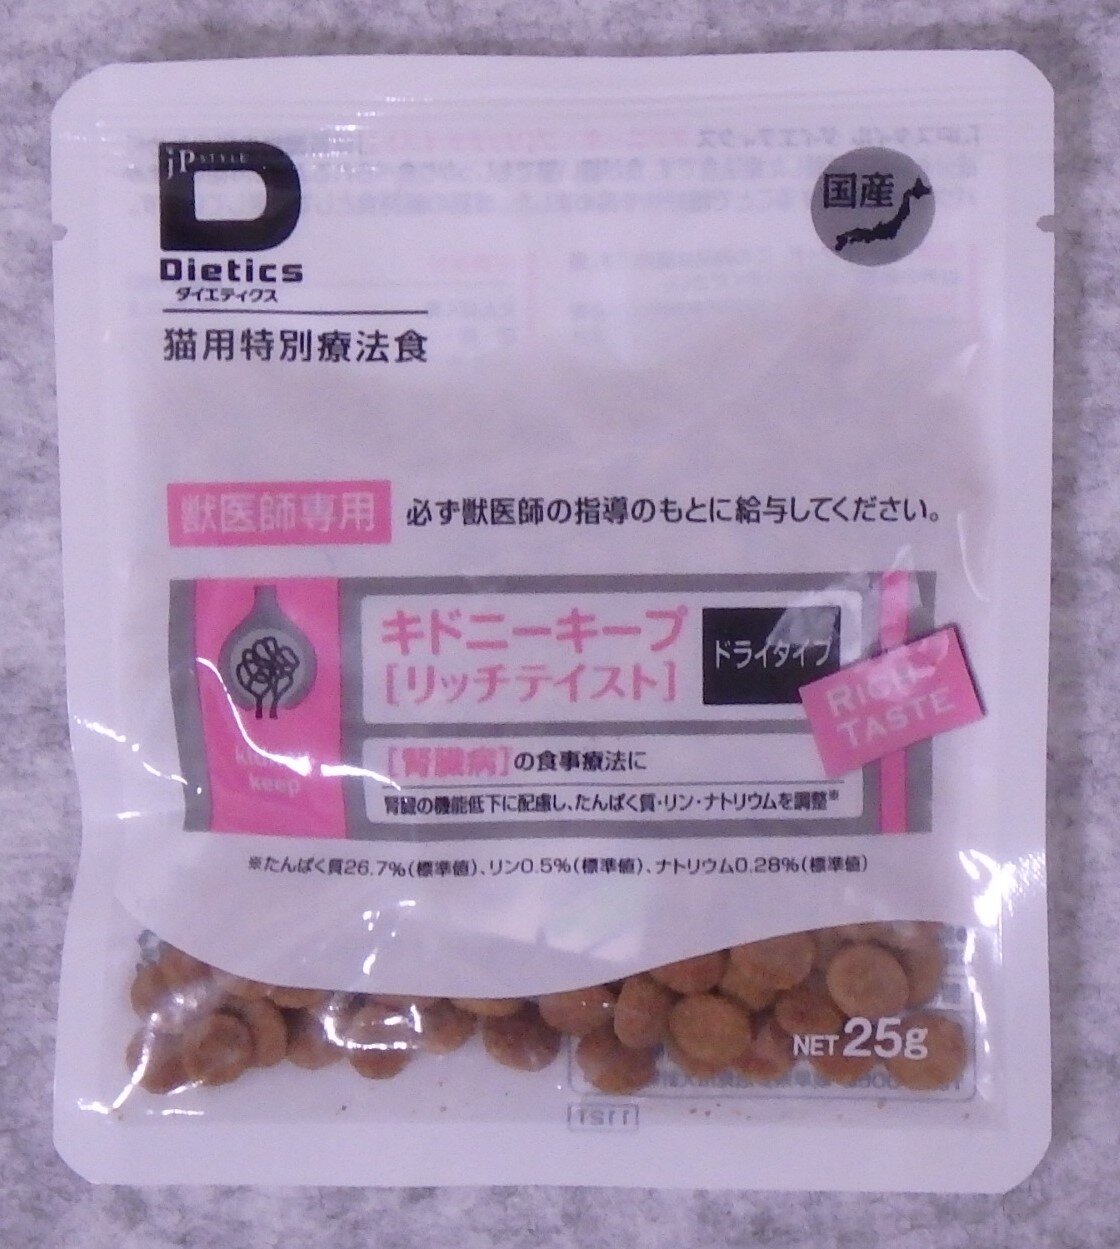 jP STYLE
D
Dietics
ダイエティクス
猫用特別療法食
国産
獣医師専用
必ず獣医師の指導のもとに給与してください。
キドニーキープ
[リッチテイスト]
ドライタイプ
RICH
TASTE
kidney
keep
[腎臓病]の食事療法に
腎臓の機能低下に配慮し、たんぱく質・リン・ナトリウムを調整※
※たんぱく質26.7%(標準値)、リン0.5%(標準値)、ナトリウム0.28%(標準値)
NET 25g